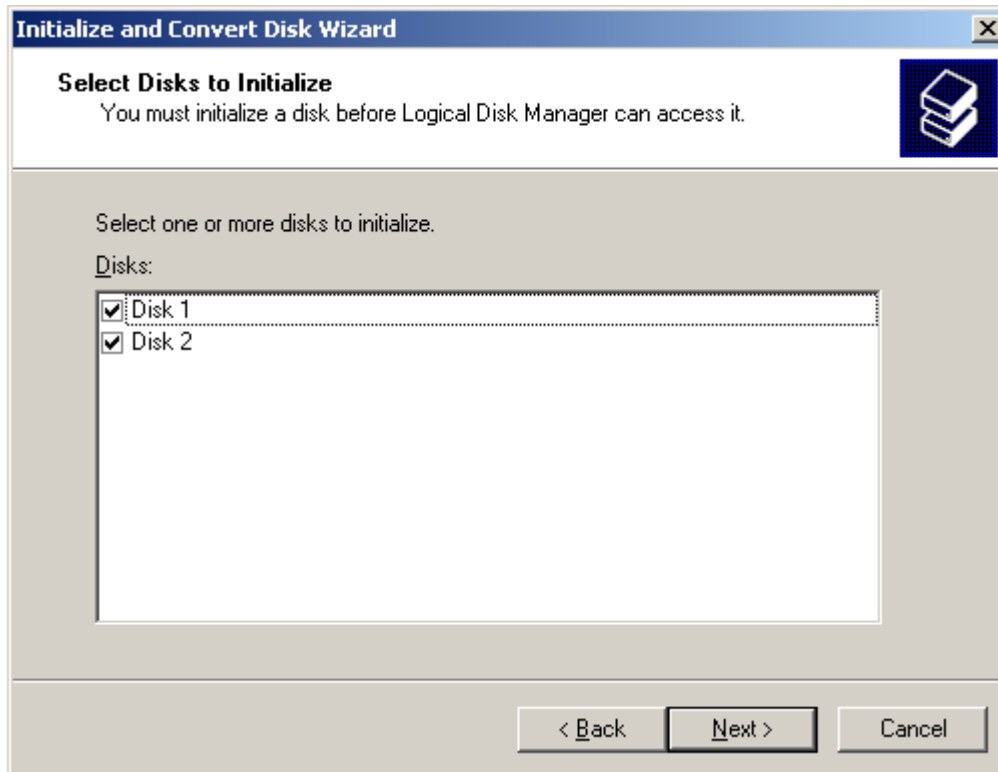 Initialize and Convert Disk Wizard
Select Disks to Initialize
You must initialize a disk before Logical Disk Manager can access it.
Select one or more disks to initialize.
Disks:
Disk 1
Disk 2
< Back Next > Cancel